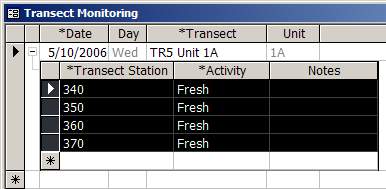 Transect Monitoring
*Date Day *Transect Unit
5/10/2006 Wed TR5 Unit 1A 1A
*Transect Station *Activity Notes
340 Fresh
350 Fresh
360 Fresh
370 Fresh
*
*